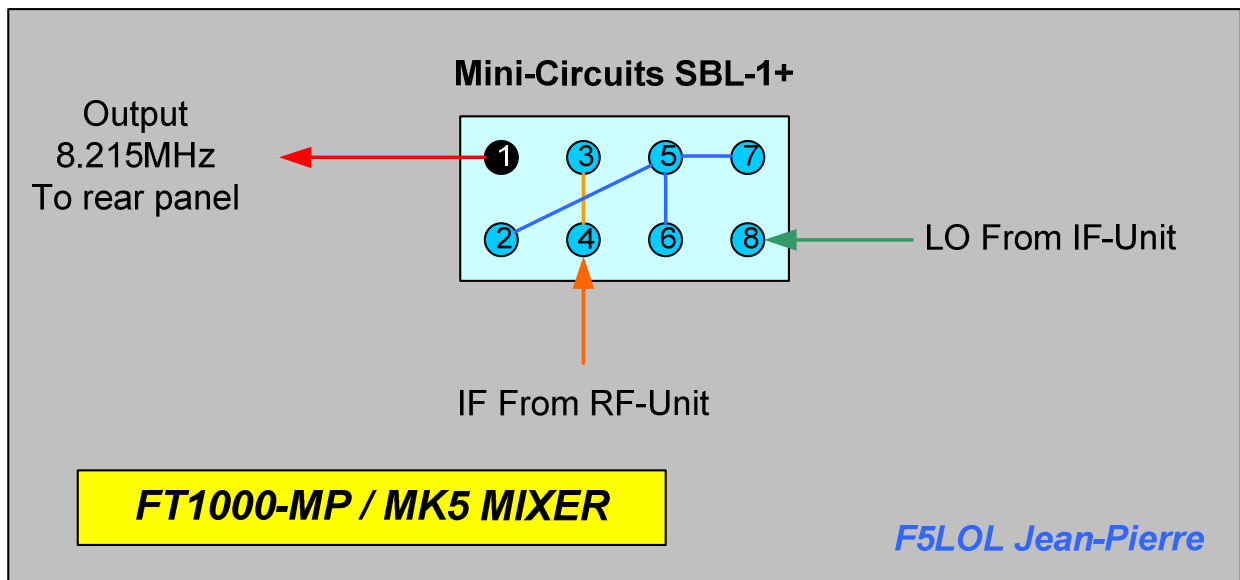 Mini-Circuits SBL-1+
Output
8.215MHz
To rear panel
1 3 5 7
2 4 6 8
LO From IF-Unit
IF From RF-Unit
FT1000-MP / MK5 MIXER
F5LOL Jean-Pierre